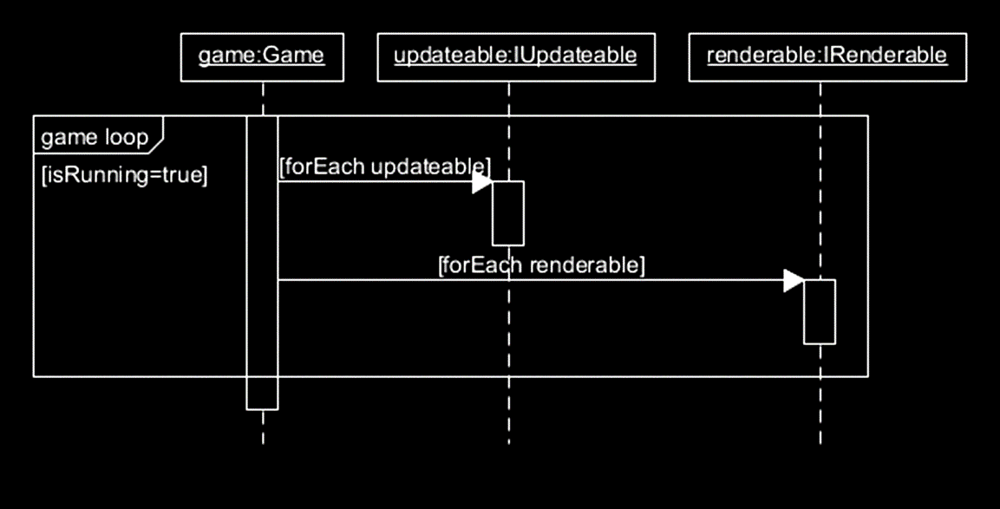 game:Game
updateable:IUpdateable
renderable:IRenderable
game loop
[isRunning=true]
[forEach updateable]
[forEach renderable]